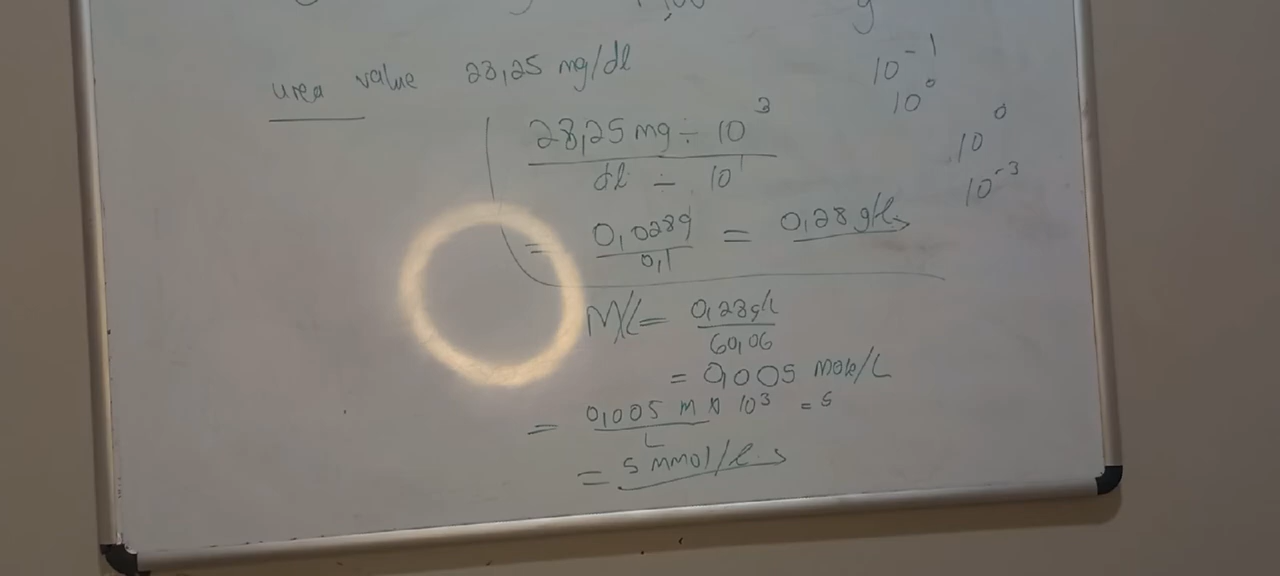 urea value 28,25 mg/dl
10⁻¹
10⁰
28,25 mg ÷ 10³
dl ÷ 10¹
10⁰
10⁻³
= 0,028g = 0,28 g/L
0,1
M/L = 0,28g/L
60,06
= 0,005 mole/L
= 0,005 M × 10³ = 5
L
= 5 mmol/l